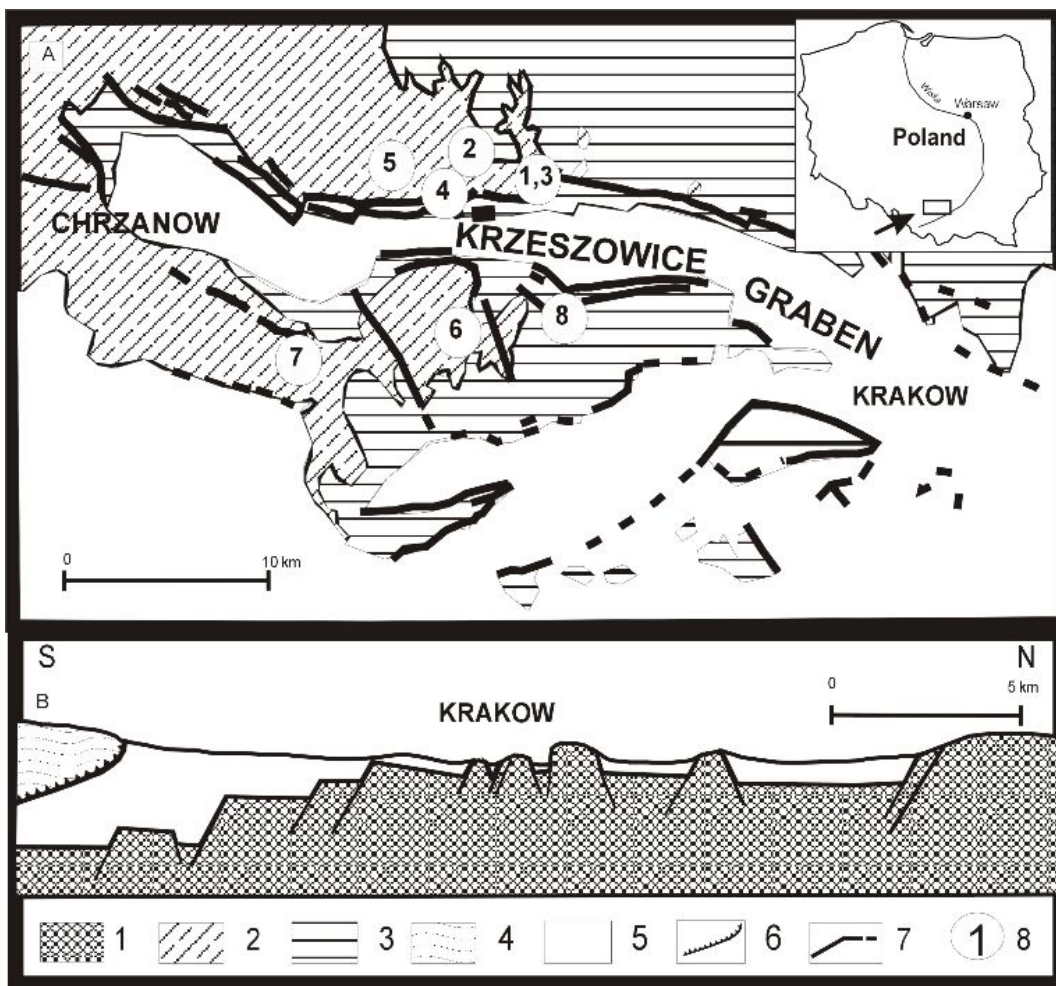 A
Wisła
Warsaw
Poland
5
2
1,3
4
CHRZANOW
KRZESZOWICE
GRABEN
6
8
7
KRAKOW
0
10 km
S
N
B
KRAKOW
0
5 km
1
2
3
4
5
6
7
1
8